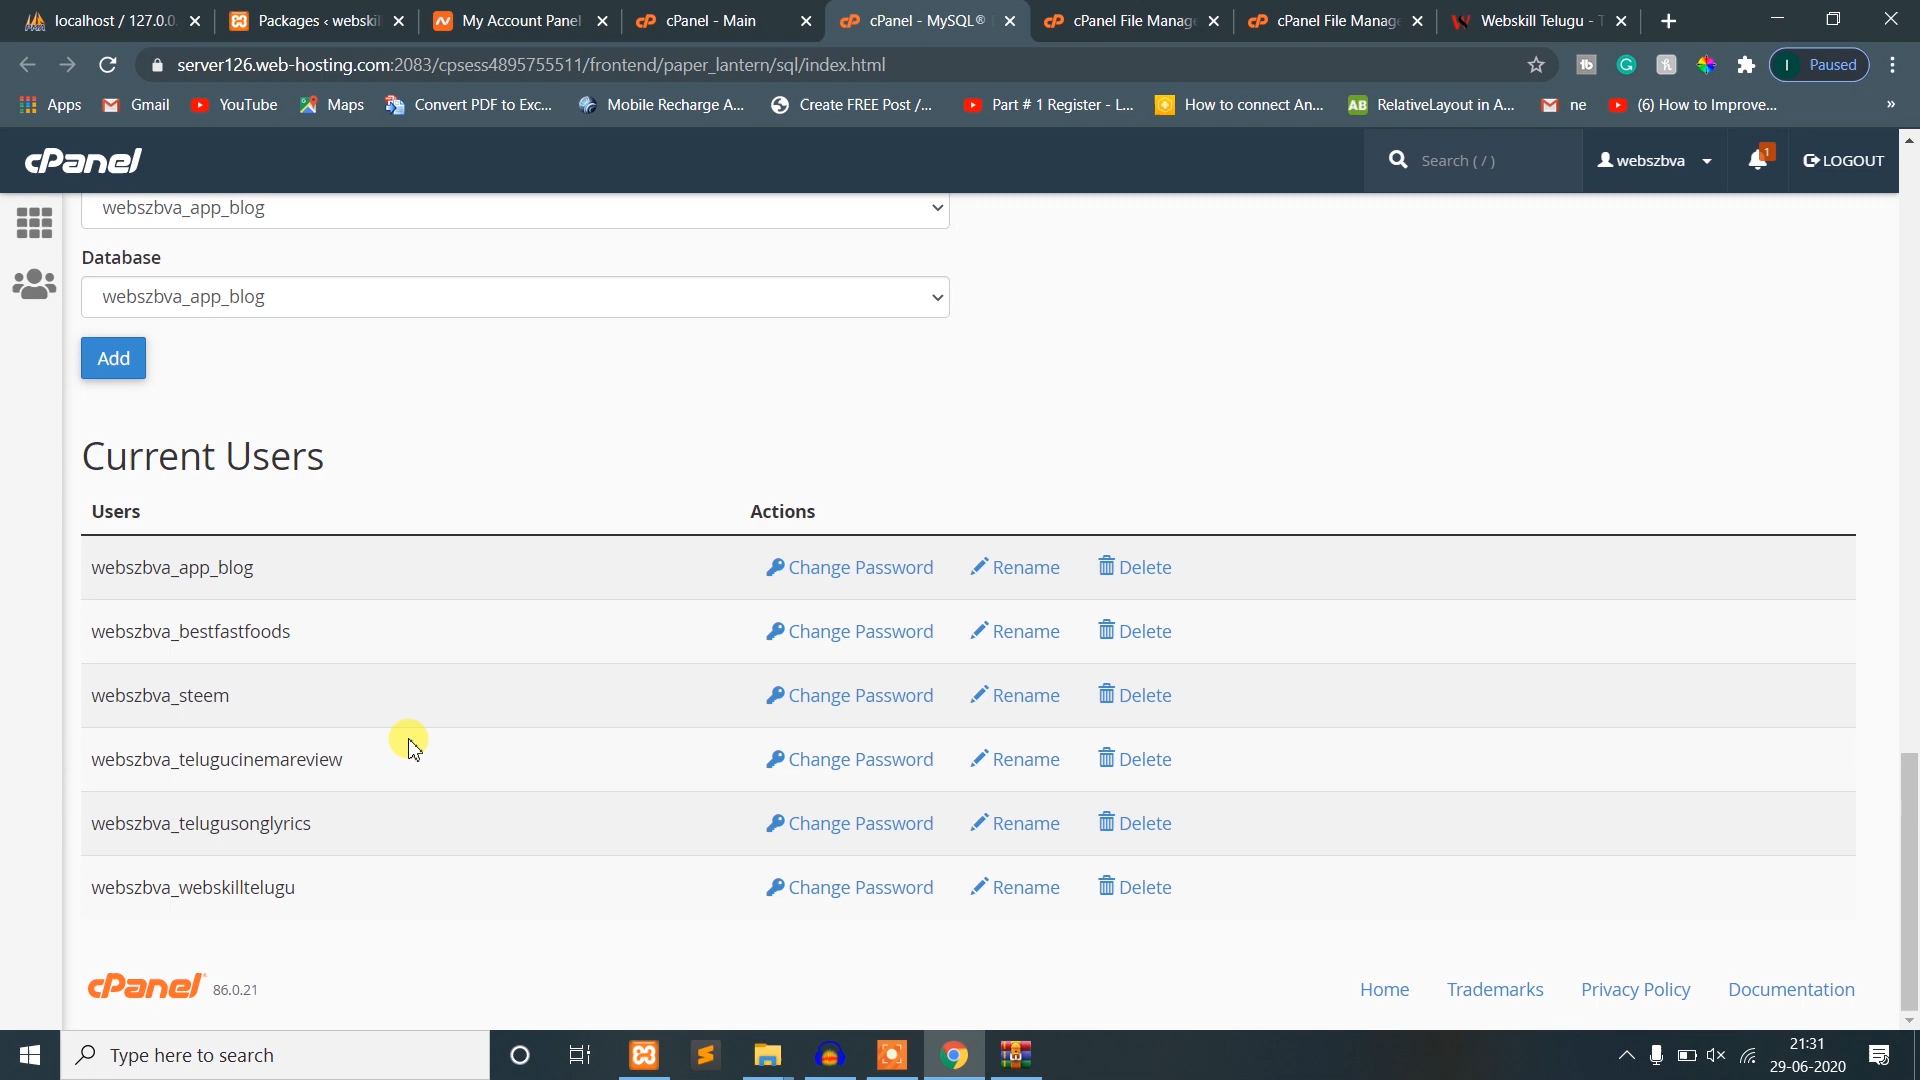 localhost / 127.0.0.
Packages ‹ webskil
My Account Panel
cPanel - Main
cPanel - MySQL®
cPanel File Manage
cPanel File Manage
Webskill Telugu - T
server126.web-hosting.com:2083/cpsess4895755511/frontend/paper_lantern/sql/index.html
Paused
Apps
Gmail
YouTube
Maps
Convert PDF to Exc...
Mobile Recharge A...
Create FREE Post /...
Part # 1 Register - L...
How to connect An...
RelativeLayout in A...
ne
(6) How to Improve...
»
cPanel
Search ( / )
webszbva
1
LOGOUT
webszbva_app_blog
Database
webszbva_app_blog
Add
Current Users
Users Actions
webszbva_app_blog Change Password Rename Delete
webszbva_bestfastfoods Change Password Rename Delete
webszbva_steem Change Password Rename Delete
webszbva_telugucinemareview Change Password Rename Delete
webszbva_telugusonglyrics Change Password Rename Delete
webszbva_webskilltelugu Change Password Rename Delete
cPanel 86.0.21
Home Trademarks Privacy Policy Documentation
Type here to search
21:31
29-06-2020